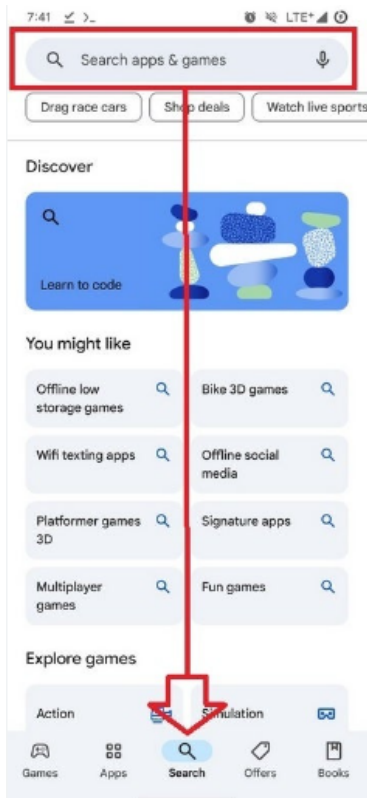 7:41 >_ LTE+
Search apps & games
Drag race cars Shop deals Watch live sports
Discover
Learn to code
You might like
Offline low
storage games
Bike 3D games
Wifi texting apps
Offline social
media
Platformer games
3D
Signature apps
Multiplayer
games
Fun games
Explore games
Action Simulation
Games Apps Search Offers Books